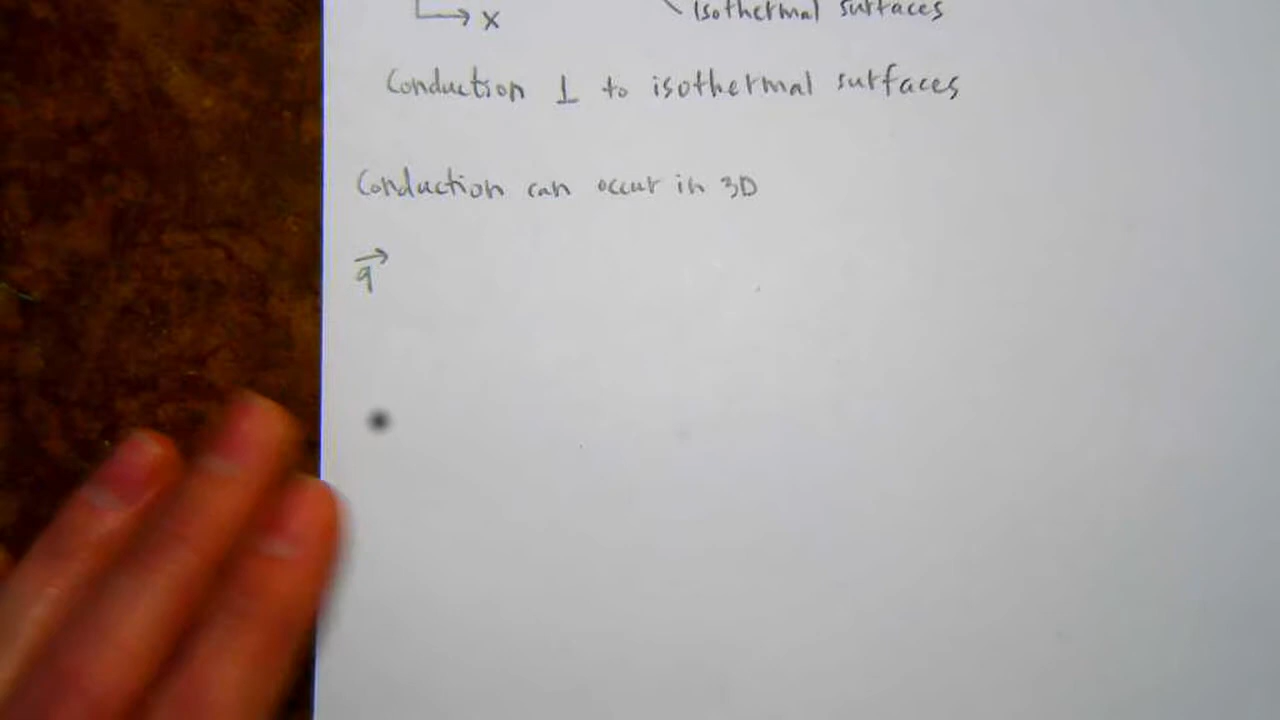 x
isothermal surfaces
Conduction ⊥ to isothermal surfaces
Conduction can occur in 3D
q⃗